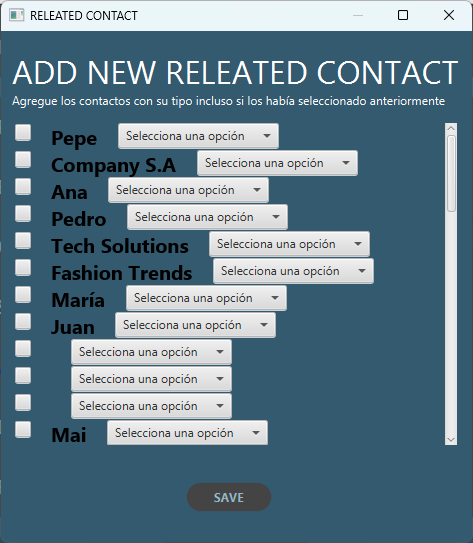 RELEATED CONTACT
ADD NEW RELEATED CONTACT
Agregue los contactos con su tipo incluso si los había seleccionado anteriormente
Pepe Selecciona una opción
Company S.A Selecciona una opción
Ana Selecciona una opción
Pedro Selecciona una opción
Tech Solutions Selecciona una opción
Fashion Trends Selecciona una opción
María Selecciona una opción
Juan Selecciona una opción
Selecciona una opción
Selecciona una opción
Selecciona una opción
Mai Selecciona una opción
SAVE